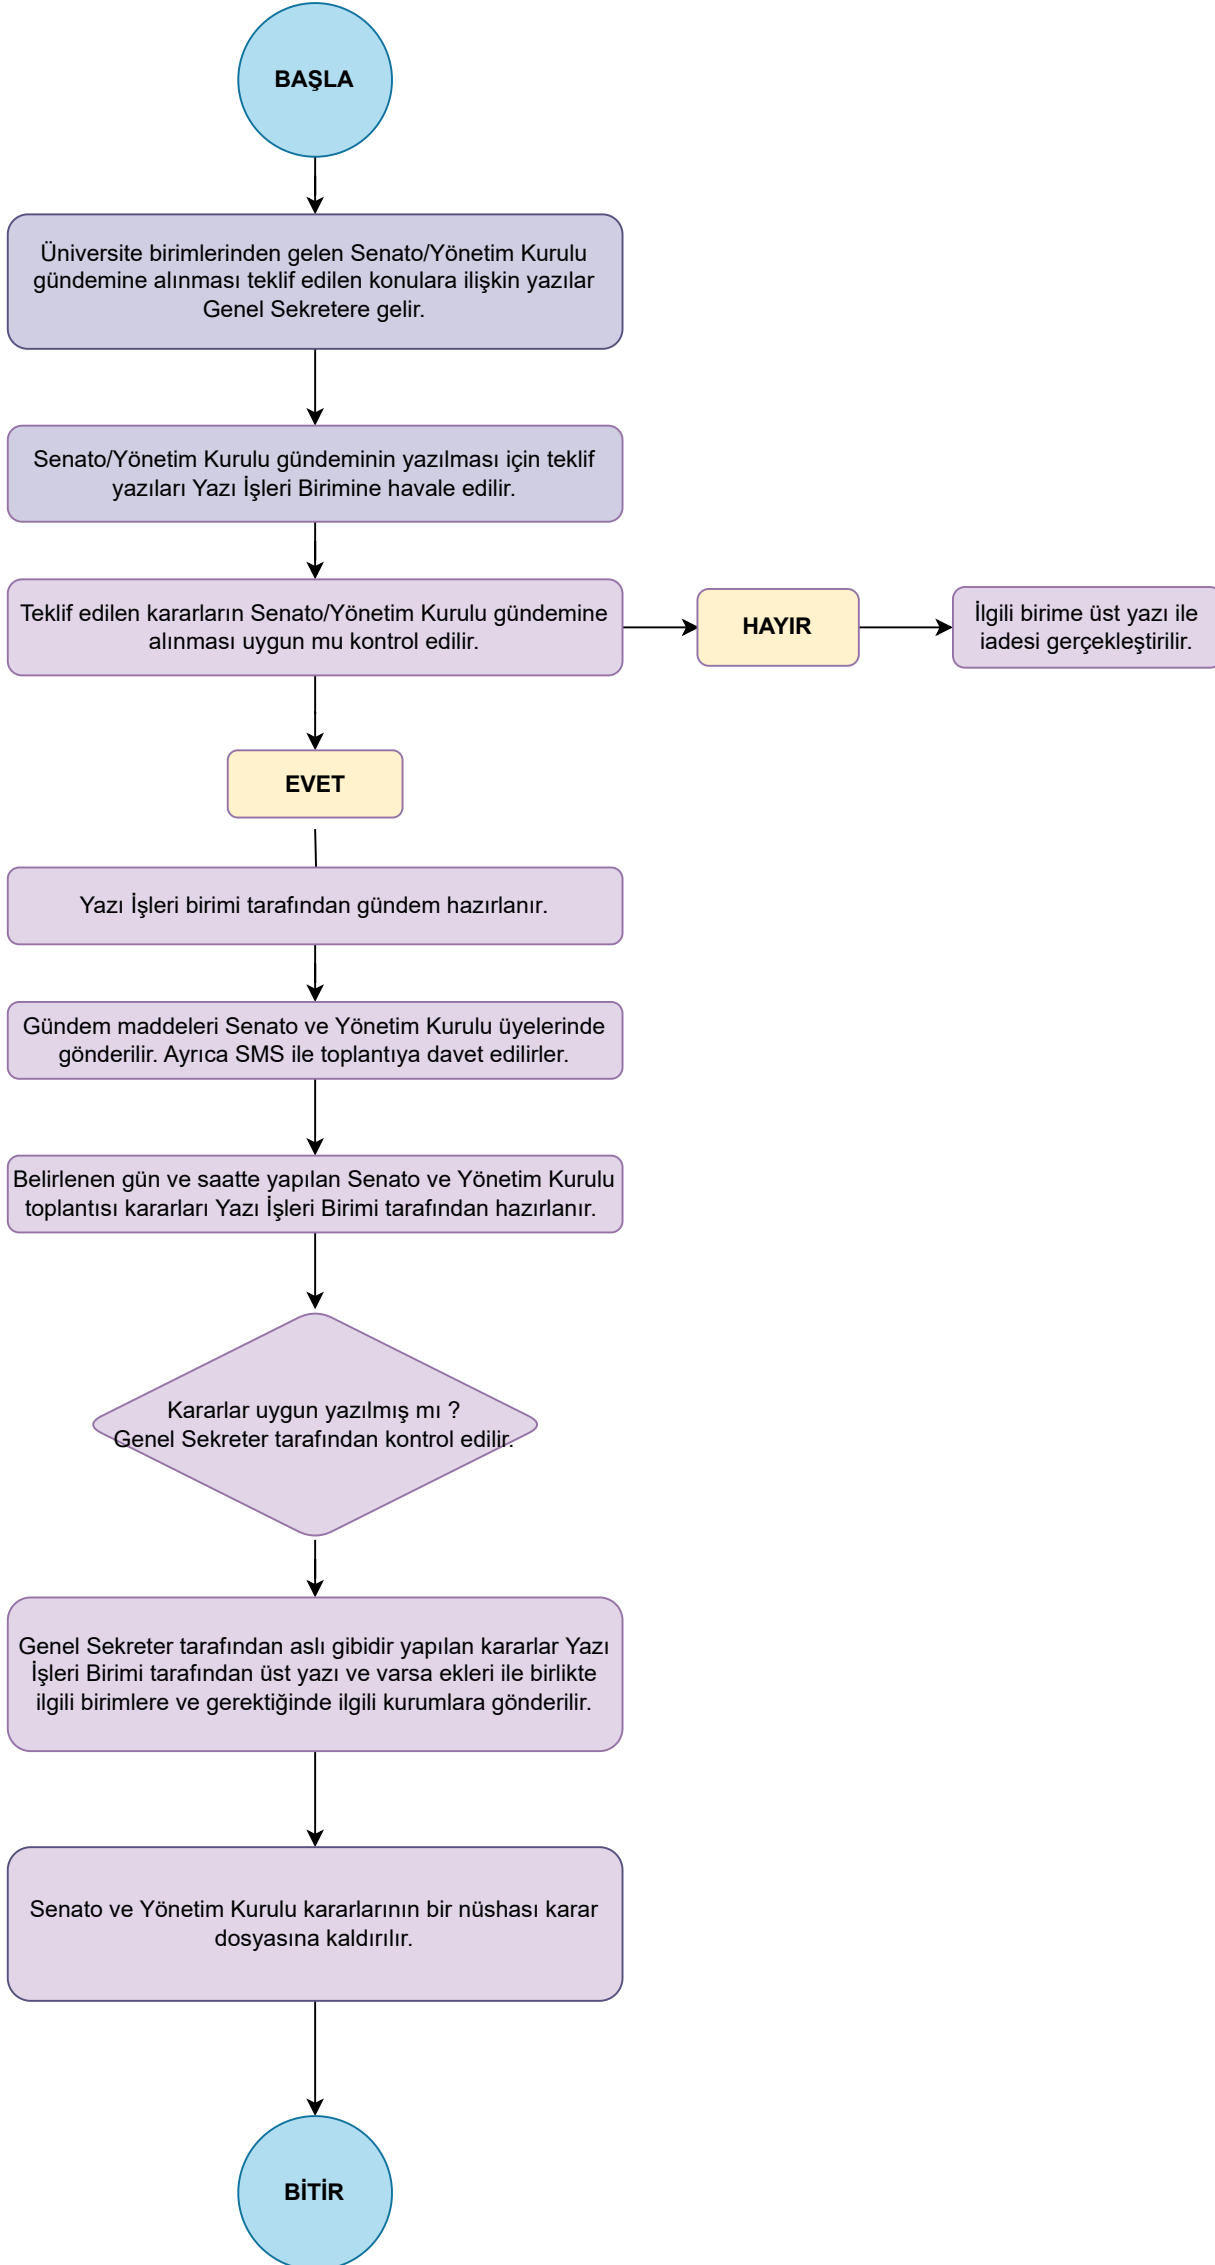 BAŞLA
Üniversite birimlerinden gelen Senato/Yönetim Kurulu
gündemine alınması teklif edilen konulara ilişkin yazılar
Genel Sekretere gelir.
Senato/Yönetim Kurulu gündeminin yazılması için teklif
yazıları Yazı İşleri Birimine havale edilir.
Teklif edilen kararların Senato/Yönetim Kurulu gündemine
alınması uygun mu kontrol edilir.
HAYIR
İlgili birime üst yazı ile
iadesi gerçekleştirilir.
EVET
Yazı İşleri birimi tarafından gündem hazırlanır.
Gündem maddeleri Senato ve Yönetim Kurulu üyelerinde
gönderilir. Ayrıca SMS ile toplantıya davet edilirler.
Belirlenen gün ve saatte yapılan Senato ve Yönetim Kurulu
toplantısı kararları Yazı İşleri Birimi tarafından hazırlanır.
Kararlar uygun yazılmış mı ?
Genel Sekreter tarafından kontrol edilir.
Genel Sekreter tarafından aslı gibidir yapılan kararlar Yazı
İşleri Birimi tarafından üst yazı ve varsa ekleri ile birlikte
ilgili birimlere ve gerektiğinde ilgili kurumlara gönderilir.
Senato ve Yönetim Kurulu kararlarının bir nüshası karar
dosyasına kaldırılır.
BİTİR